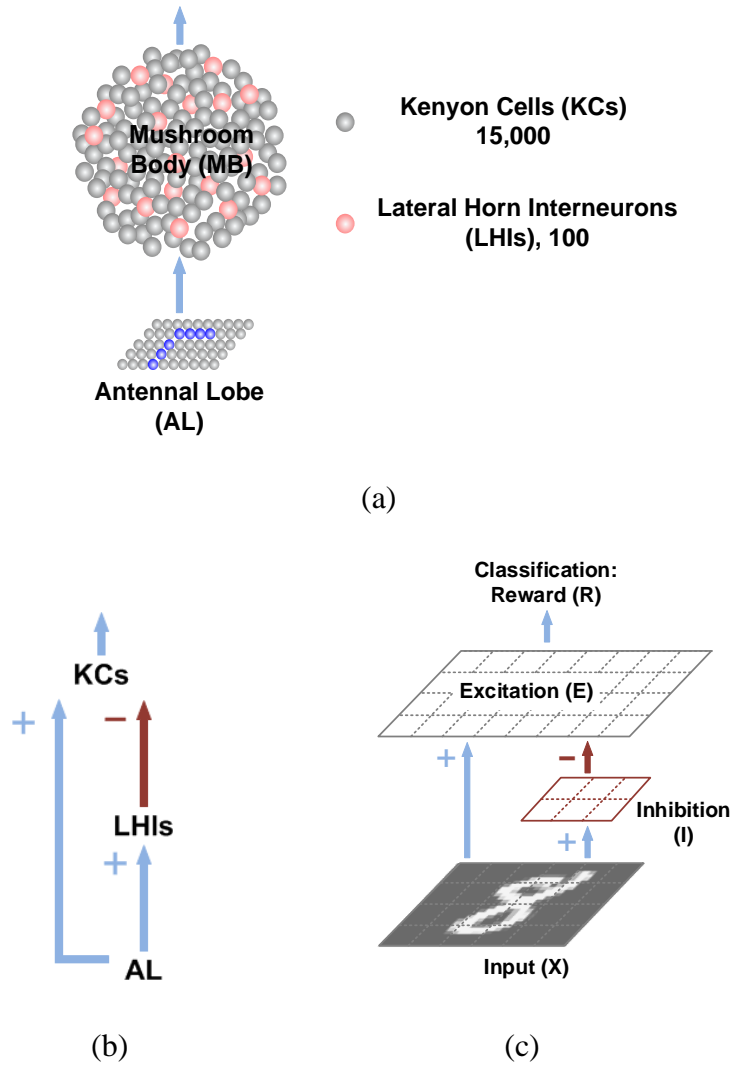 Mushroom
Body (MB)
Kenyon Cells (KCs)
15,000
Lateral Horn Interneurons
(LHIs), 100
Antennal Lobe
(AL)
(a)
KCs
+
−
LHIs
+
AL
(b)
Classification:
Reward (R)
Excitation (E)
+
−
Inhibition
(I)
+
8
Input (X)
(c)